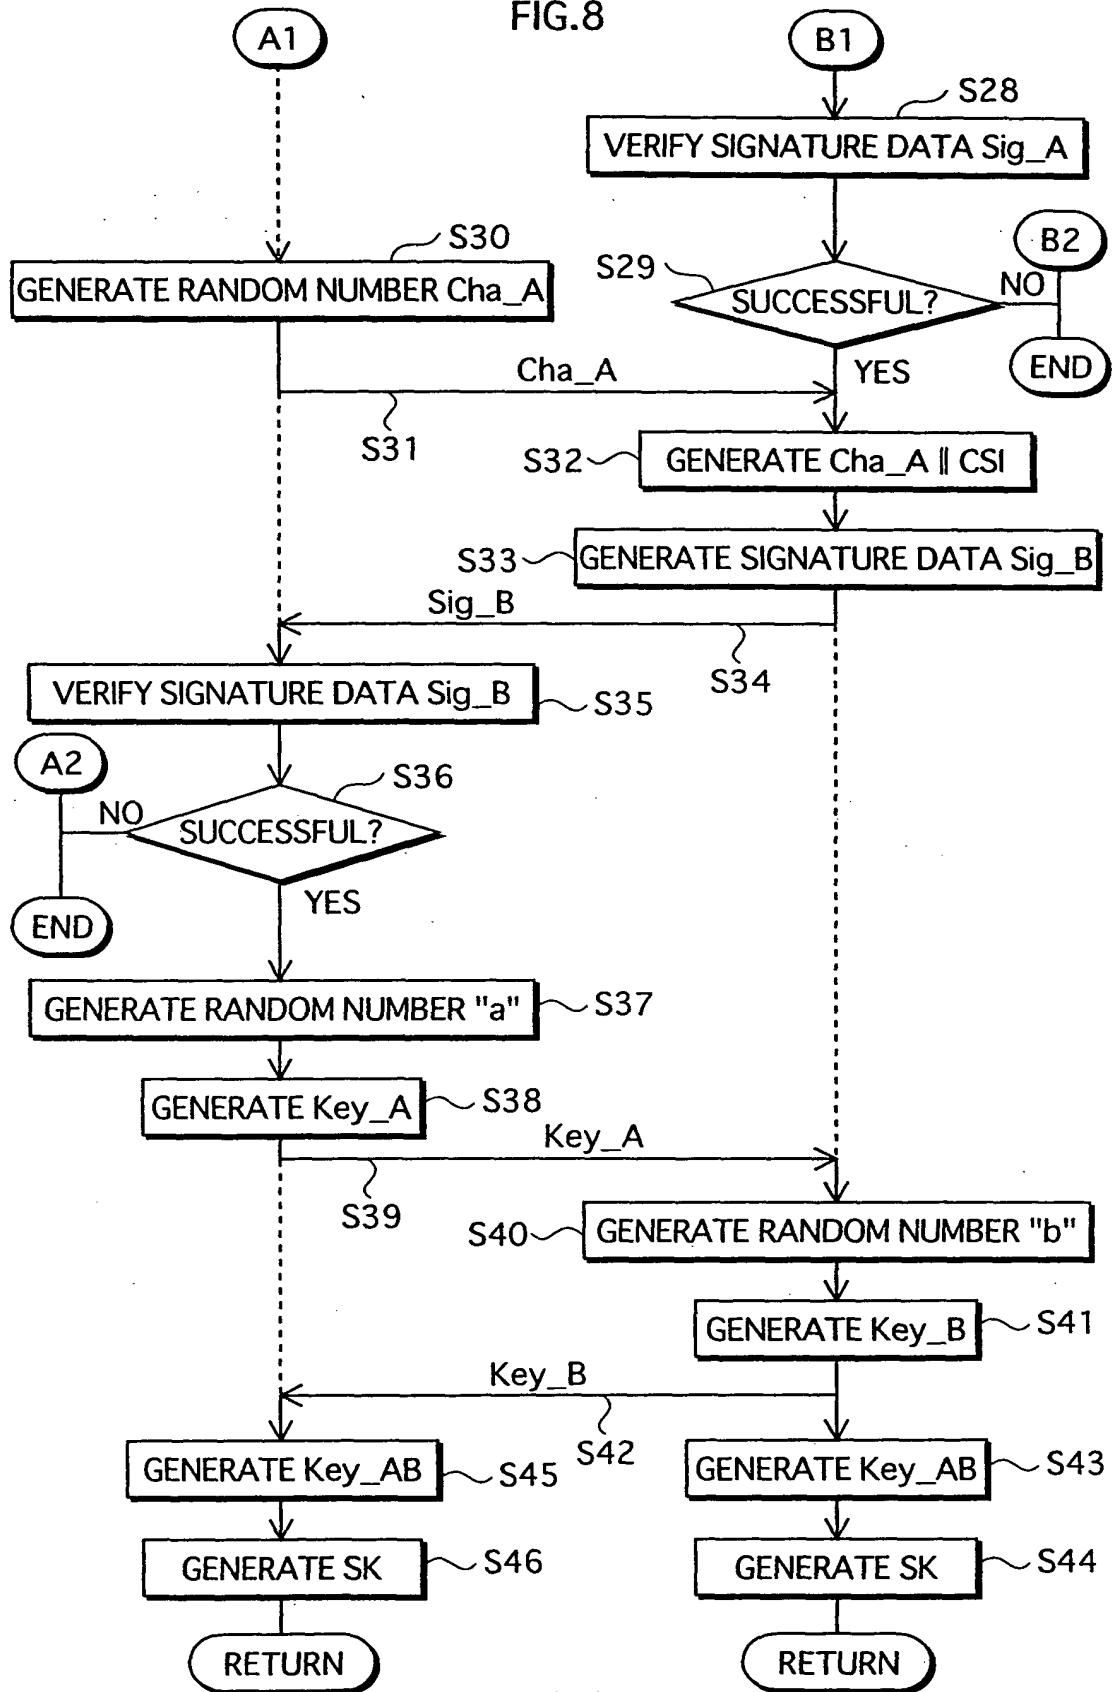 FIG.8
A1
B1
S28
VERIFY SIGNATURE DATA Sig_A
S30
GENERATE RANDOM NUMBER Cha_A
B2
S29
SUCCESSFUL?
NO
END
YES
Cha_A
S31
S32
GENERATE Cha_A || CSI
S33
GENERATE SIGNATURE DATA Sig_B
Sig_B
S34
VERIFY SIGNATURE DATA Sig_B
S35
A2
S36
NO
SUCCESSFUL?
YES
END
GENERATE RANDOM NUMBER "a"
S37
GENERATE Key_A
S38
Key_A
S39
S40
GENERATE RANDOM NUMBER "b"
GENERATE Key_B
S41
Key_B
S42
GENERATE Key_AB
S45
GENERATE Key_AB
S43
GENERATE SK
S46
GENERATE SK
S44
RETURN
RETURN